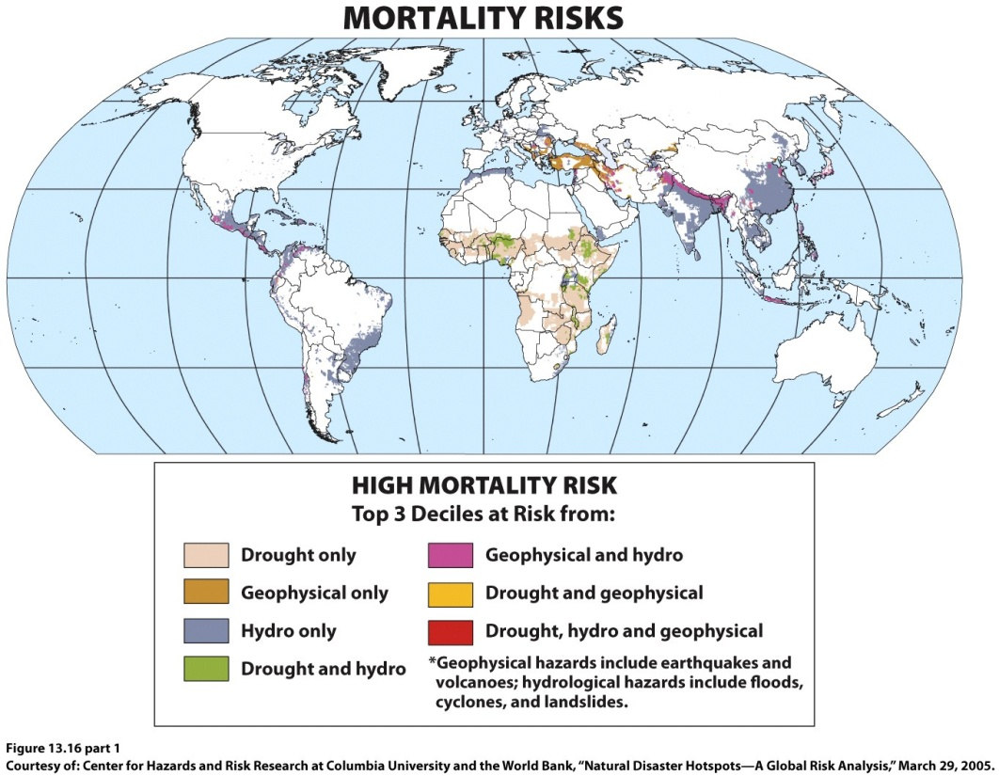 MORTALITY RISKS
HIGH MORTALITY RISK
Top 3 Deciles at Risk from:
Drought only
Geophysical only
Hydro only
Drought and hydro
Geophysical and hydro
Drought and geophysical
Drought, hydro and geophysical
*Geophysical hazards include earthquakes and
volcanoes; hydrological hazards include floods,
cyclones, and landslides.
Figure 13.16 part 1
Courtesy of: Center for Hazards and Risk Research at Columbia University and the World Bank, “Natural Disaster Hotspots—A Global Risk Analysis,” March 29, 2005.